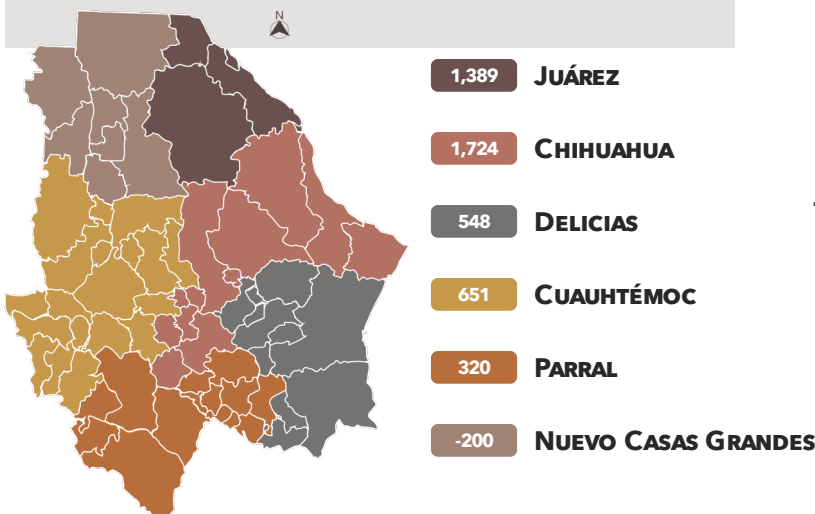 N
1,389 JUÁREZ
1,724 CHIHUAHUA
548 DELICIAS
651 CUAUHTÉMOC
320 PARRAL
-200 NUEVO CASAS GRANDES